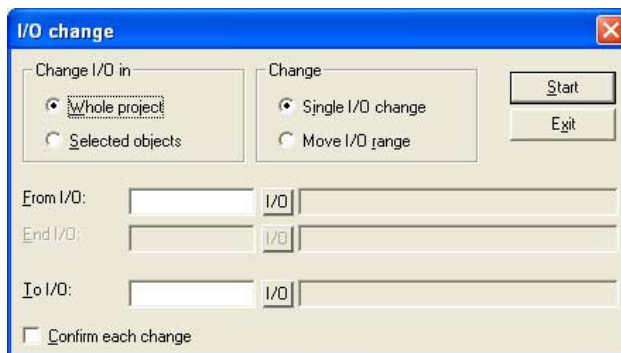 I/O change
Change I/O in
Whole project
Selected objects
Change
Single I/O change
Move I/O range
Start
Exit
From I/O:
I/O
End I/O:
I/O
To I/O:
I/O
Confirm each change